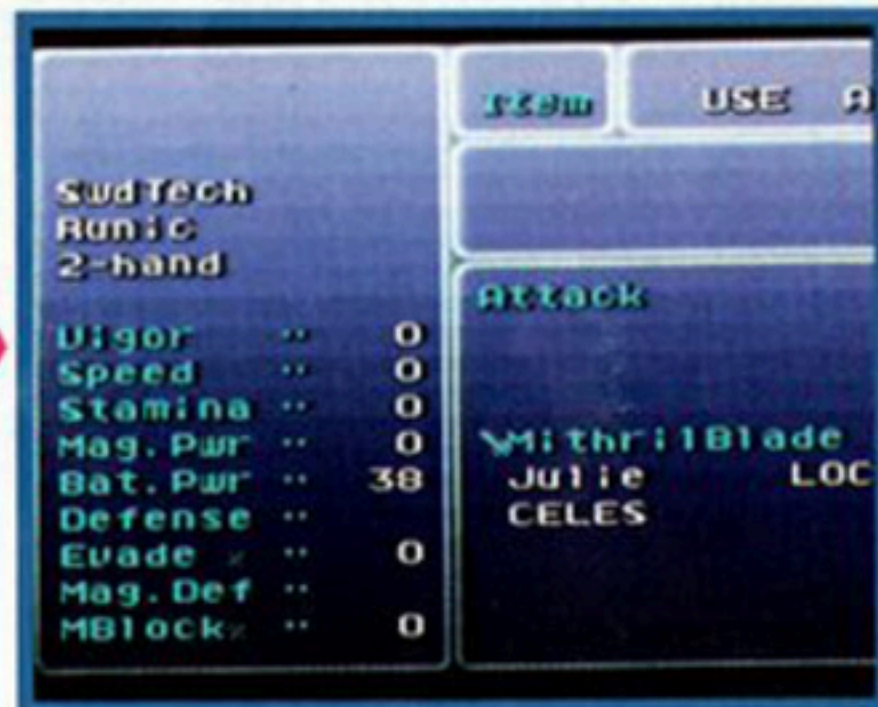 SwdTech
Runic
2-hand
Vigor ·· 0
Speed ·· 0
Stamina ·· 0
Mag.Pwr ·· 0
Bat.Pwr ·· 38
Defense ··
Evade % ·· 0
Mag.Def ··
MBlock% ·· 0
Item USE A
Attack
MithrilBlade
Julie LOC
CELES